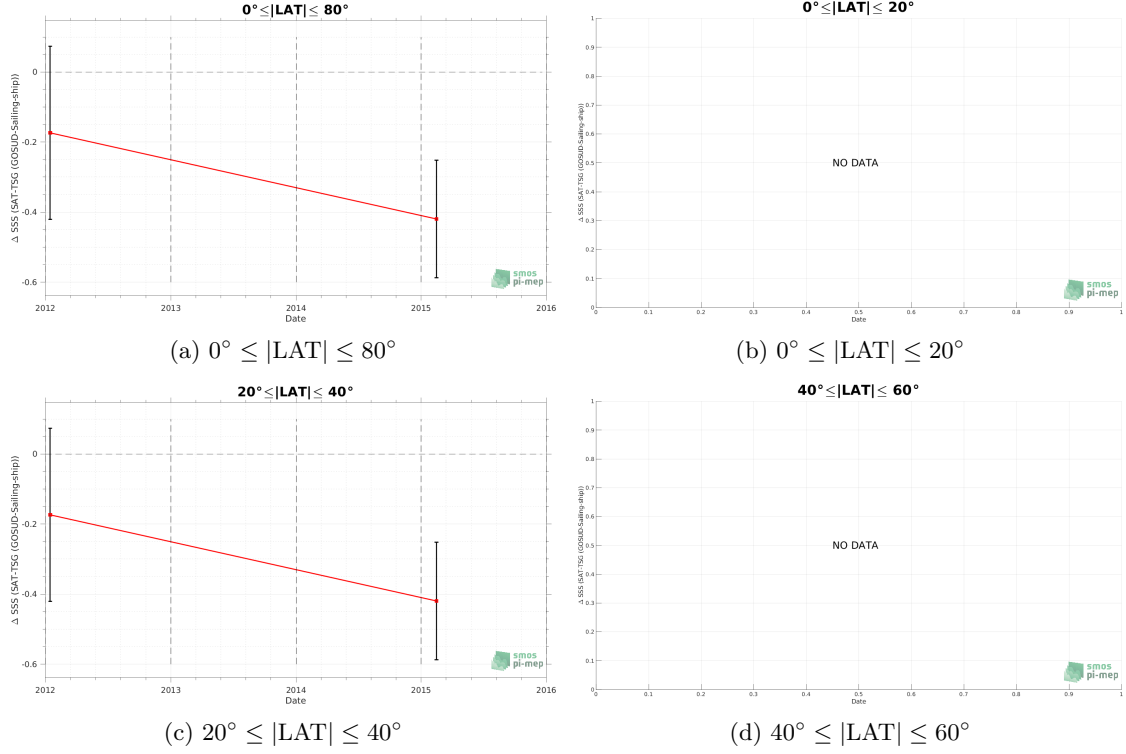 0°≤|LAT|≤ 80°
Δ SSS (SAT-TSG (GOSUD-Sailing-ship))
0
-0.2
-0.4
-0.6
2012 2013 2014 2015 2016
Date
smos
pi-mep
(a) 0° ≤ |LAT| ≤ 80°
0°≤|LAT|≤ 20°
Δ SSS (SAT-TSG (GOSUD-Sailing-ship))
1
0.9
0.8
0.7
0.6
0.5
0.4
0.3
0.2
0.1
0
NO DATA
0 0.1 0.2 0.3 0.4 0.5 0.6 0.7 0.8 0.9 1
Date
smos
pi-mep
(b) 0° ≤ |LAT| ≤ 20°
20°≤|LAT|≤ 40°
Δ SSS (SAT-TSG (GOSUD-Sailing-ship))
0
-0.2
-0.4
-0.6
2012 2013 2014 2015 2016
Date
smos
pi-mep
(c) 20° ≤ |LAT| ≤ 40°
40°≤|LAT|≤ 60°
Δ SSS (SAT-TSG (GOSUD-Sailing-ship))
1
0.9
0.8
0.7
0.6
0.5
0.4
0.3
0.2
0.1
0
NO DATA
0 0.1 0.2 0.3 0.4 0.5 0.6 0.7 0.8 0.9 1
Date
smos
pi-mep
(d) 40° ≤ |LAT| ≤ 60°